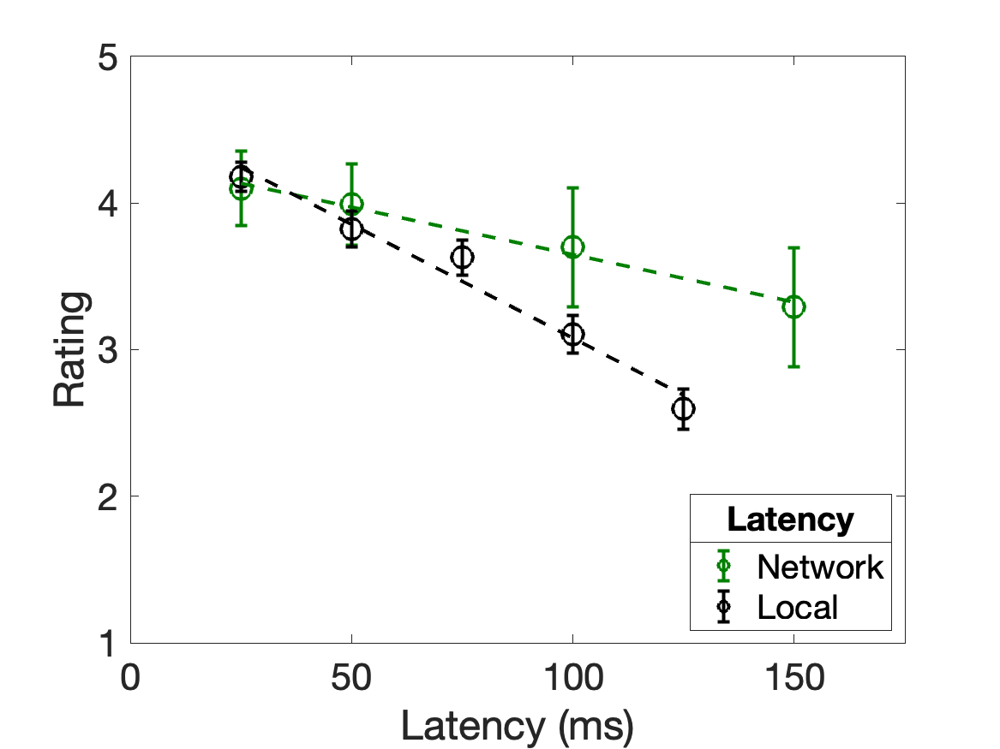 5
4
3
2
1
Rating
0 50 100 150
Latency (ms)
Latency
Network
Local